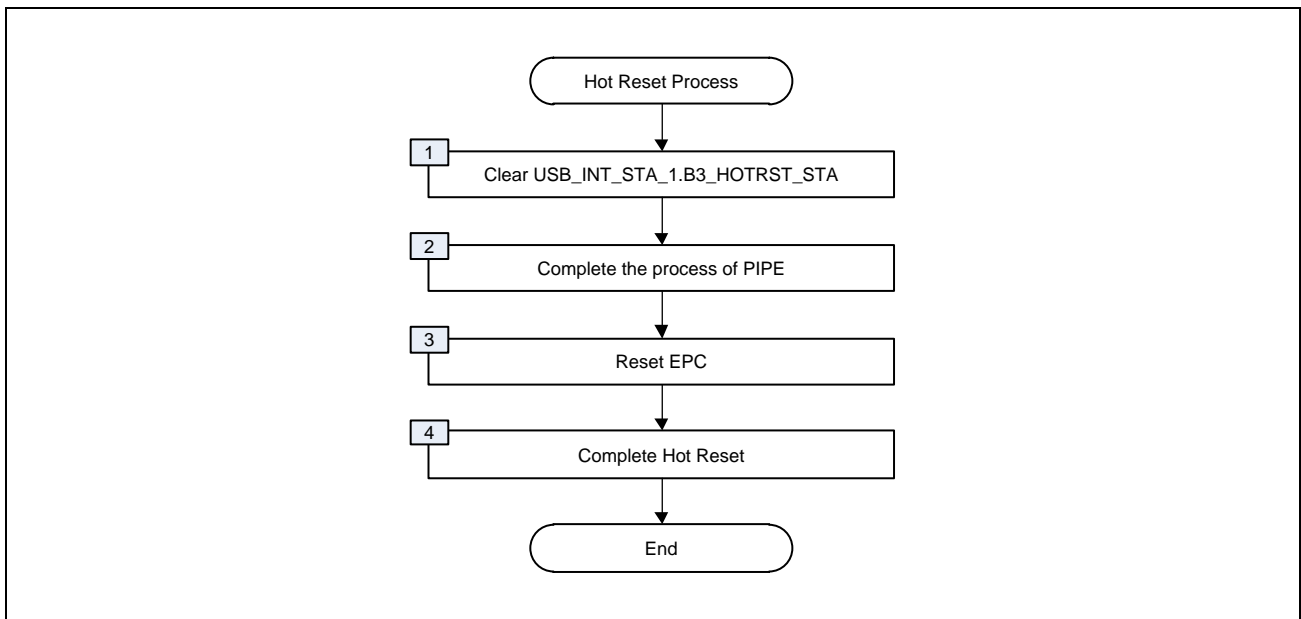 Hot Reset Process
1
Clear USB_INT_STA_1.B3_HOTRST_STA
2
Complete the process of PIPE
3
Reset EPC
4
Complete Hot Reset
End